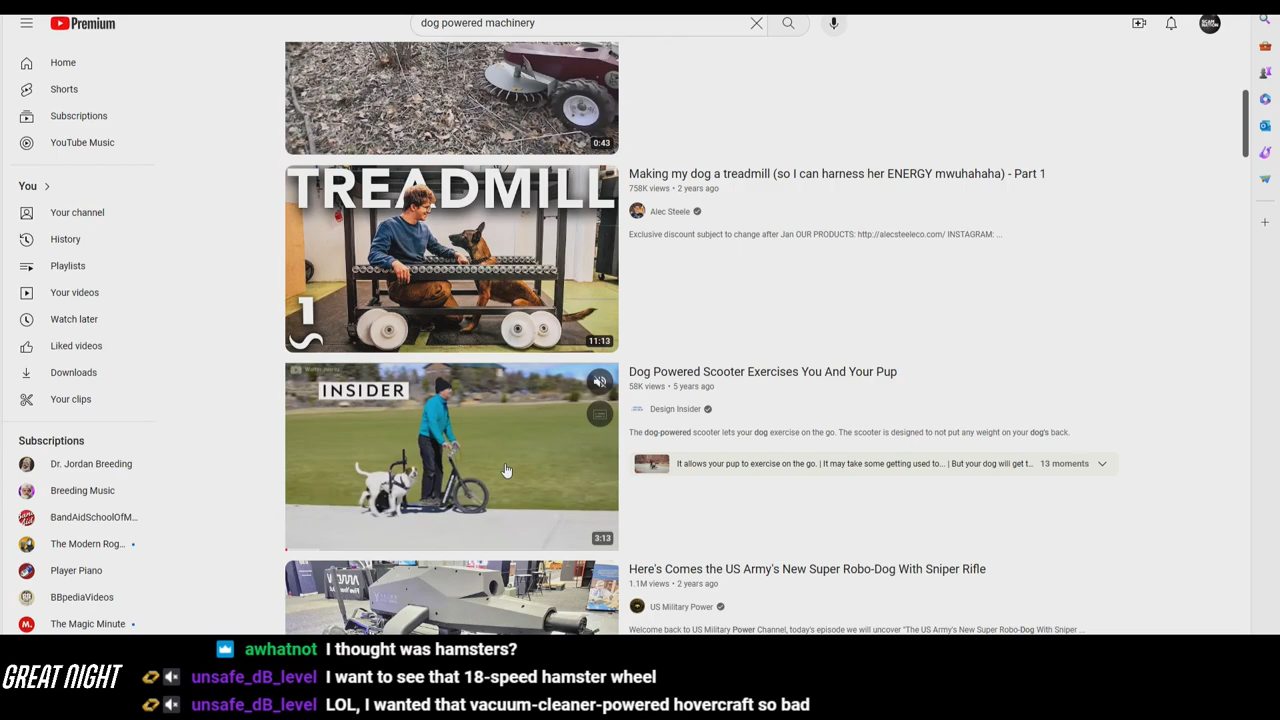 Premium
dog powered machinery
Home
Shorts
Subscriptions
YouTube Music
You
Your channel
History
Playlists
Your videos
Watch later
Liked videos
Downloads
Your clips
Subscriptions
Dr. Jordan Breeding
Breeding Music
BandAidSchoolOfM...
The Modern Rog...
Player Piano
BBpediaVideos
The Magic Minute
0:43
TREADMILL
1
11:13
Making my dog a treadmill (so I can harness her ENERGY mwuhahaha) - Part 1
758K views • 2 years ago
Alec Steele
Exclusive discount subject to change after Jan OUR PRODUCTS: http://alecsteeleco.com/ INSTAGRAM: ...
INSIDER
3:13
Dog Powered Scooter Exercises You And Your Pup
58K views • 5 years ago
Design Insider
The dog-powered scooter lets your dog exercise on the go. The scooter is designed to not put any weight on your dog's back.
It allows your pup to exercise on the go. | It may take some getting used to... | But your dog will get t...
13 moments
Here's Comes the US Army's New Super Robo-Dog With Sniper Rifle
1.1M views • 2 years ago
US Military Power
Welcome back to US Military Power Channel, today's episode we will uncover "The US Army's New Super Robo-Dog With Sniper ...
GREAT NIGHT
awhatnot I thought was hamsters?
unsafe_dB_level I want to see that 18-speed hamster wheel
unsafe_dB_level LOL, I wanted that vacuum-cleaner-powered hovercraft so bad